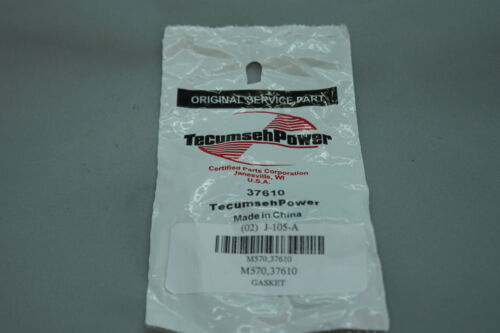 ORIGINAL SERVICE PART
TecumsehPower
Certified Parts Corporation
Janesville, WI
U.S.A.
37610
TecumsehPower
Made in China
(02) J-105-A
M570,37610
M570,37610
GASKET